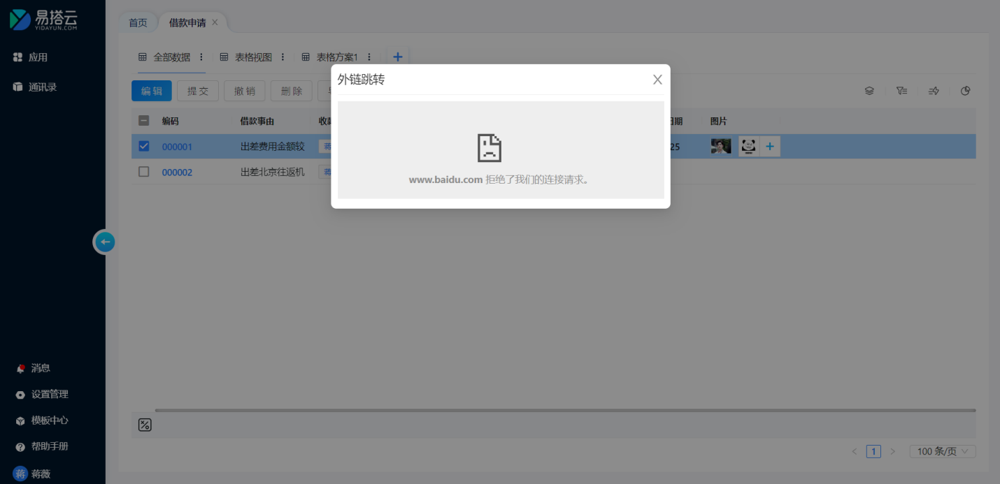 易搭云
YIDAYUN.COM
应用
通讯录
消息
设置管理
模板中心
帮助手册
蒋 蒋薇
首页 借款申请
全部数据 表格视图 表格方案1
外链跳转
编辑 提交 撤销 删除
编码 借款事由 收款 日期 图片
000001 出差费用金额较 蒋 25
000002 出差北京往返机 蒋
www.baidu.com 拒绝了我们的连接请求。
1 100 条/页